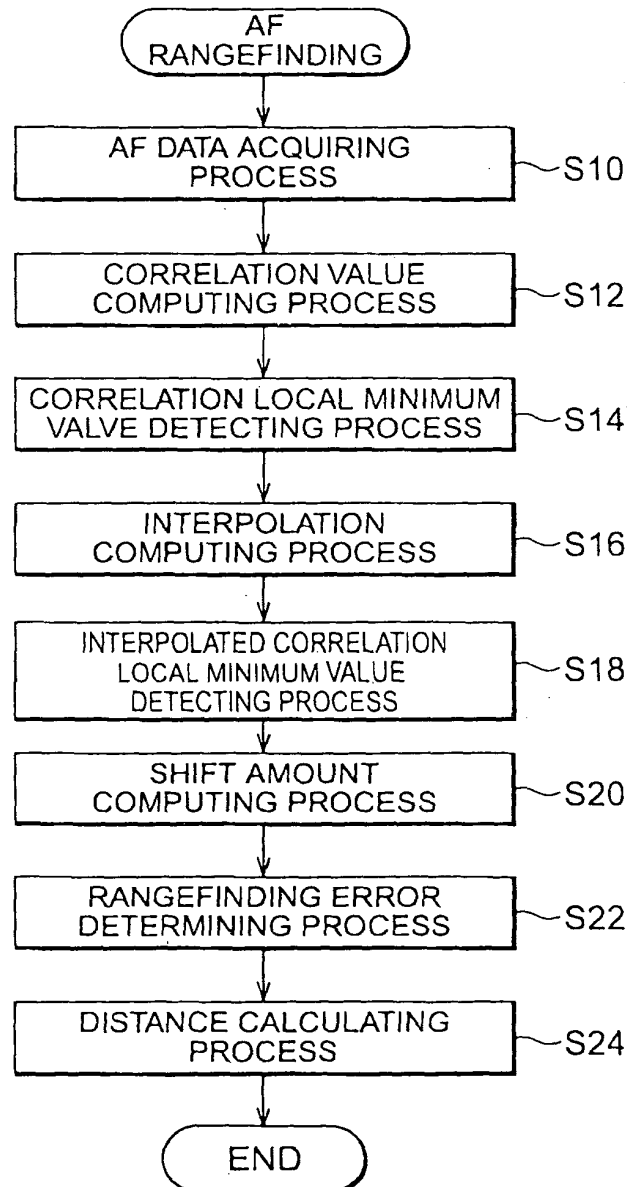 AF
RANGEFINDING
AF DATA ACQUIRING
PROCESS
S10
CORRELATION VALUE
COMPUTING PROCESS
S12
CORRELATION LOCAL MINIMUM
VALVE DETECTING PROCESS
S14
INTERPOLATION
COMPUTING PROCESS
S16
INTERPOLATED CORRELATION
LOCAL MINIMUM VALUE
DETECTING PROCESS
S18
SHIFT AMOUNT
COMPUTING PROCESS
S20
RANGEFINDING ERROR
DETERMINING PROCESS
S22
DISTANCE CALCULATING
PROCESS
S24
END